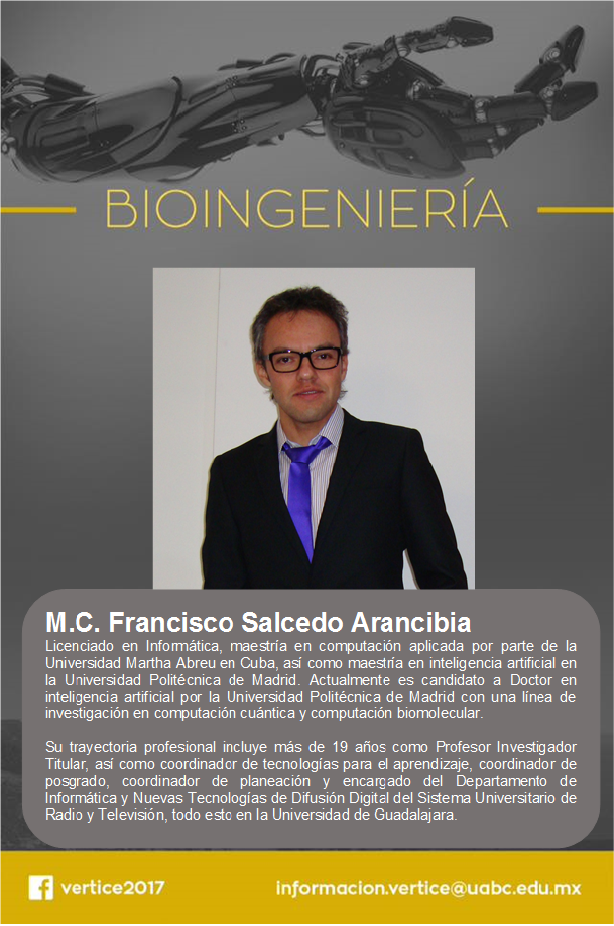 BIOINGENIERÍA
M.C. Francisco Salcedo Arancibia
Licenciado en Informática, maestría en computación aplicada por parte de la
Universidad Martha Abreu en Cuba, así como maestría en inteligencia artificial en
la Universidad Politécnica de Madrid. Actualmente es candidato a Doctor en
inteligencia artificial por la Universidad Politécnica de Madrid con una línea de
investigación en computación cuántica y computación biomolecular.
Su trayectoria profesional incluye más de 19 años como Profesor Investigador
Titular, así como coordinador de tecnologías para el aprendizaje, coordinador de
posgrado, coordinador de planeación y encargado del Departamento de
Informática y Nuevas Tecnologías de Difusión Digital del Sistema Universitario de
Radio y Televisión, todo esto en la Universidad de Guadalajara.
vertice2017 informacion.vertice@uabc.edu.mx